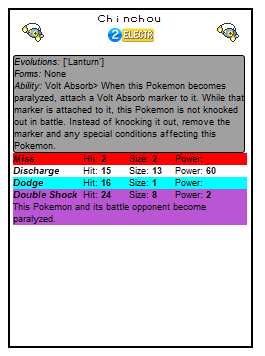 Chinchou
2 ELECTR
Evolutions: ['Lanturn']
Forms: None
Ability: Volt Absorb> When this Pokemon becomes
paralyzed, attach a Volt Absorb marker to it. While that
marker is attached to it, this Pokemon is not knocked
out in battle. Instead of knocking it out, remove the
marker and any special conditions affecting this
Pokemon.
Miss Hit: 2 Size: 2 Power:
Discharge Hit: 15 Size: 13 Power: 60
Dodge Hit: 16 Size: 1 Power:
Double Shock Hit: 24 Size: 8 Power: 2
This Pokemon and its battle opponent become
paralyzed.